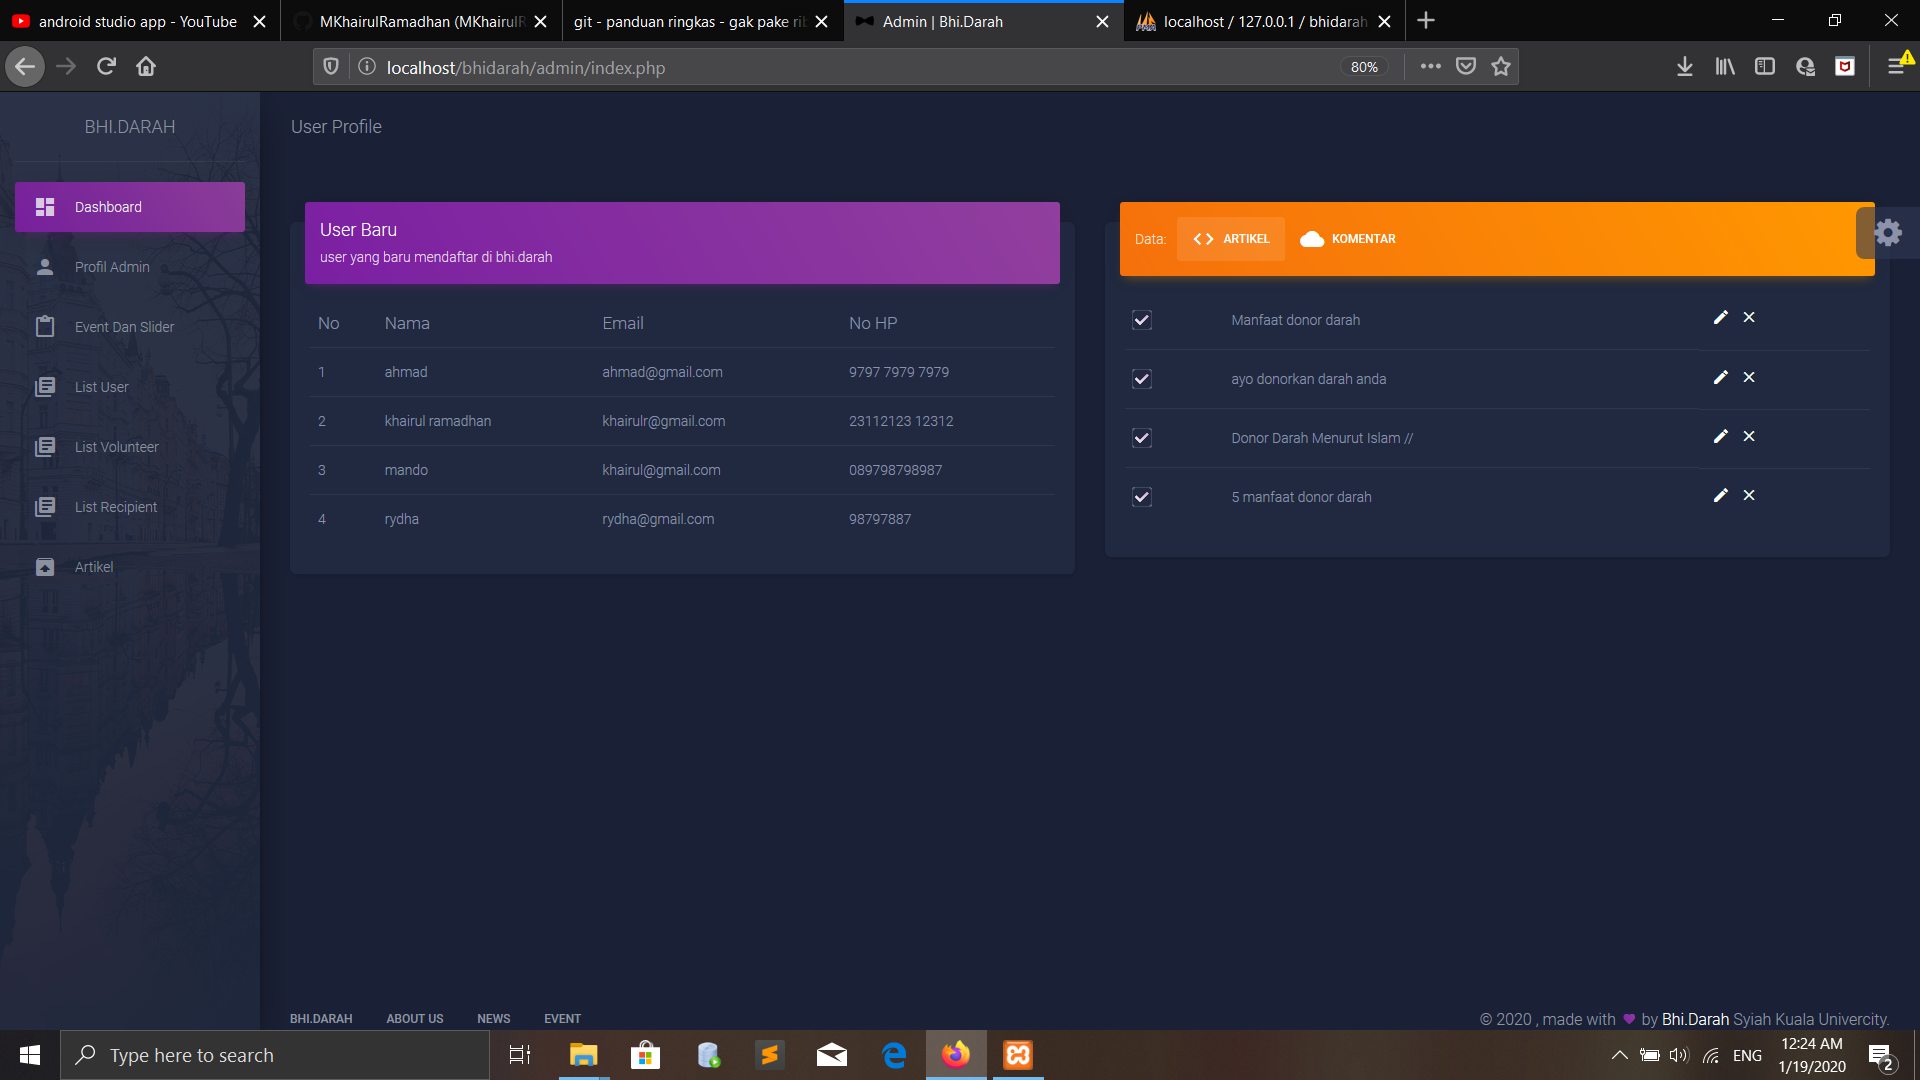 android studio app - YouTube
MKhairulRamadhan (MKhairulR
git - panduan ringkas - gak pake rib
Admin | Bhi.Darah
localhost / 127.0.0.1 / bhidarah
localhost/bhidarah/admin/index.php
80%
BHI.DARAH
Dashboard
Profil Admin
Event Dan Slider
List User
List Volunteer
List Recipient
Artikel
User Profile
User Baru
user yang baru mendaftar di bhi.darah
No Nama Email No HP
1 ahmad ahmad@gmail.com 9797 7979 7979
2 khairul ramadhan khairulr@gmail.com 23112123 12312
3 mando khairul@gmail.com 089798798987
4 rydha rydha@gmail.com 98797887
Data: ARTIKEL KOMENTAR
Manfaat donor darah
ayo donorkan darah anda
Donor Darah Menurut Islam //
5 manfaat donor darah
BHI.DARAH ABOUT US NEWS EVENT
© 2020 , made with by Bhi.Darah Syiah Kuala Univercity.
Type here to search
ENG
12:24 AM
1/19/2020
2